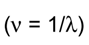 (ν = 1/λ)